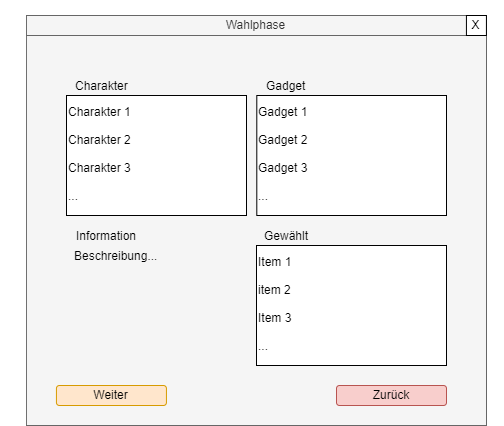 Wahlphase
X
Charakter
Charakter 1
Charakter 2
Charakter 3
...
Gadget
Gadget 1
Gadget 2
Gadget 3
...
Information
Beschreibung...
Gewählt
Item 1
item 2
Item 3
...
Weiter
Zurück